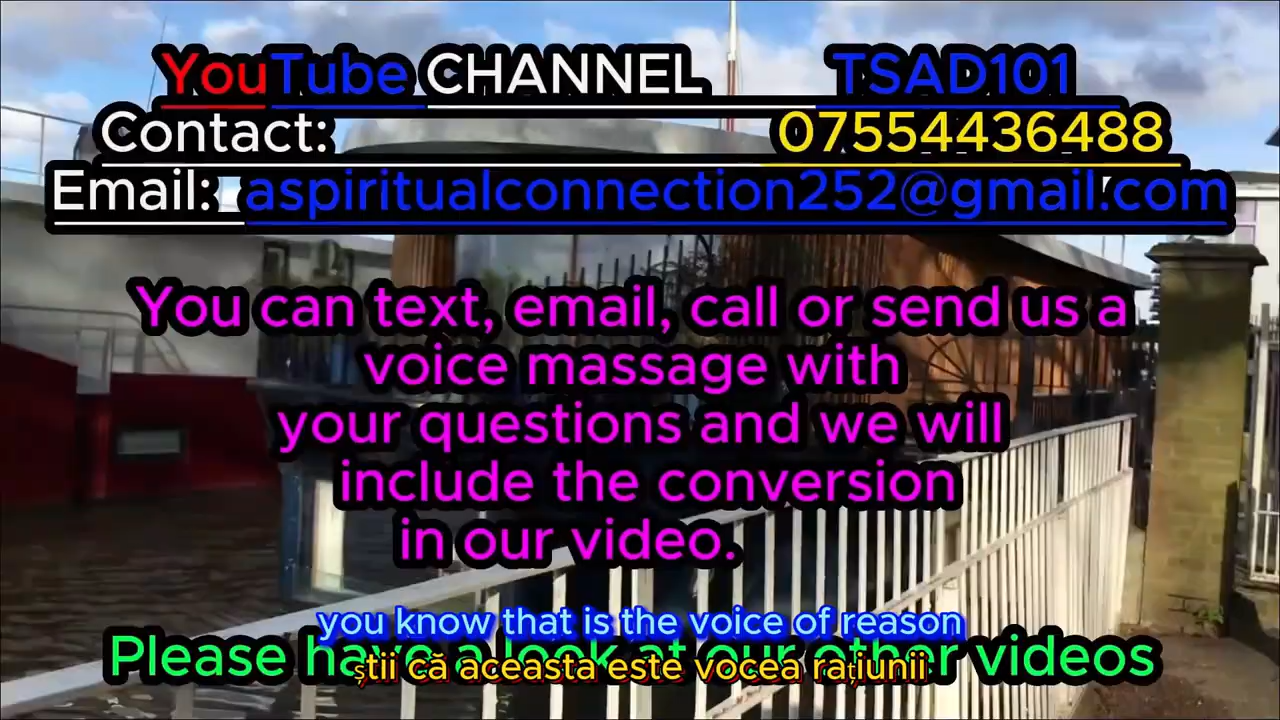 YouTube CHANNEL TSAD101
Contact: 07554436488
Email: aspiritualconnection252@gmail.com
You can text, email, call or send us a
voice massage with
your questions and we will
include the conversion
in our video.
you know that is the voice of reason
Please have a look at our other videos
știi că aceasta este vocea rațiunii